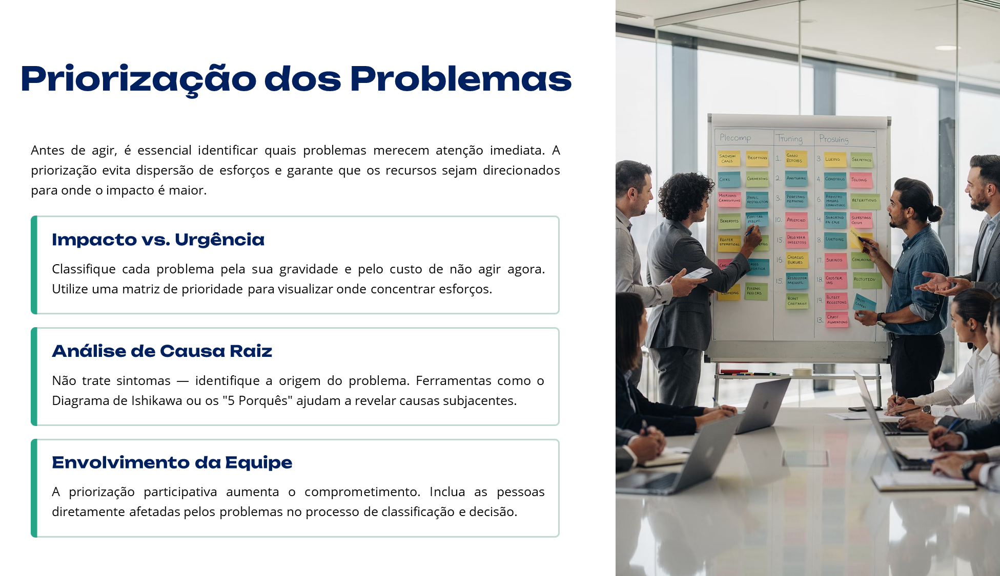 Priorização dos Problemas
Antes de agir, é essencial identificar quais problemas merecem atenção imediata. A
priorização evita dispersão de esforços e garante que os recursos sejam direcionados
para onde o impacto é maior.
Impacto vs. Urgência
Classifique cada problema pela sua gravidade e pelo custo de não agir agora.
Utilize uma matriz de prioridade para visualizar onde concentrar esforços.
Análise de Causa Raiz
Não trate sintomas — identifique a origem do problema. Ferramentas como o
Diagrama de Ishikawa ou os "5 Porquês" ajudam a revelar causas subjacentes.
Envolvimento da Equipe
A priorização participativa aumenta o comprometimento. Inclua as pessoas
diretamente afetadas pelos problemas no processo de classificação e decisão.
Plecomp
Prosuing